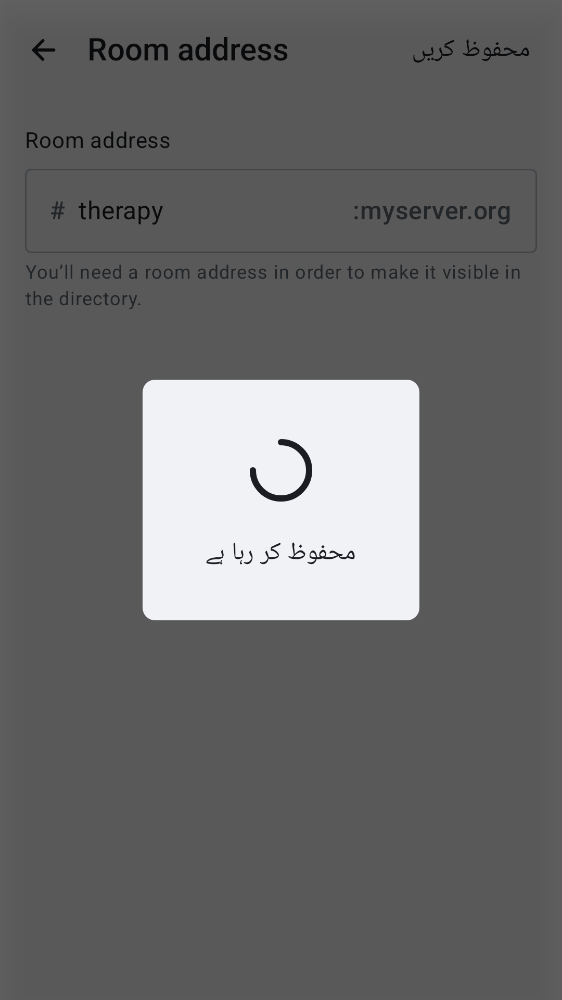 Room address
محفوظ کریں
Room address
# therapy :myserver.org
You'll need a room address in order to make it visible in
the directory.
محفوظ کر رہا ہے